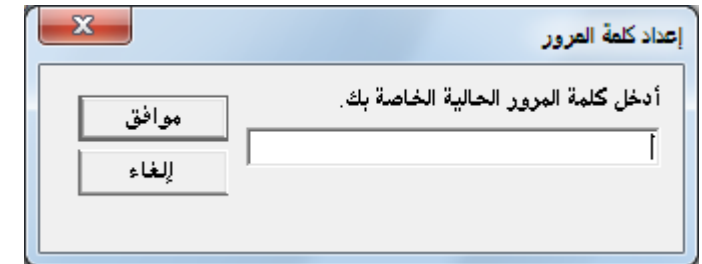 إعداد كلمة المرور
أدخل كلمة المرور الحالية الخاصة بك.
موافق
إلغاء